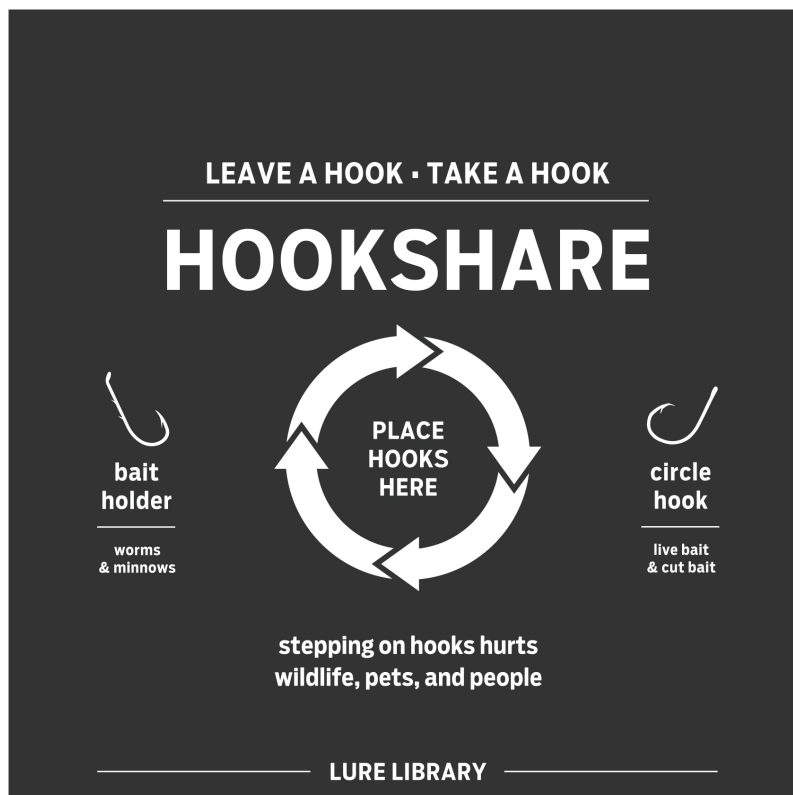 LEAVE A HOOK · TAKE A HOOK
HOOKSHARE
PLACE
HOOKS
HERE
bait
holder
worms
& minnows
circle
hook
live bait
& cut bait
stepping on hooks hurts
wildlife, pets, and people
LURE LIBRARY